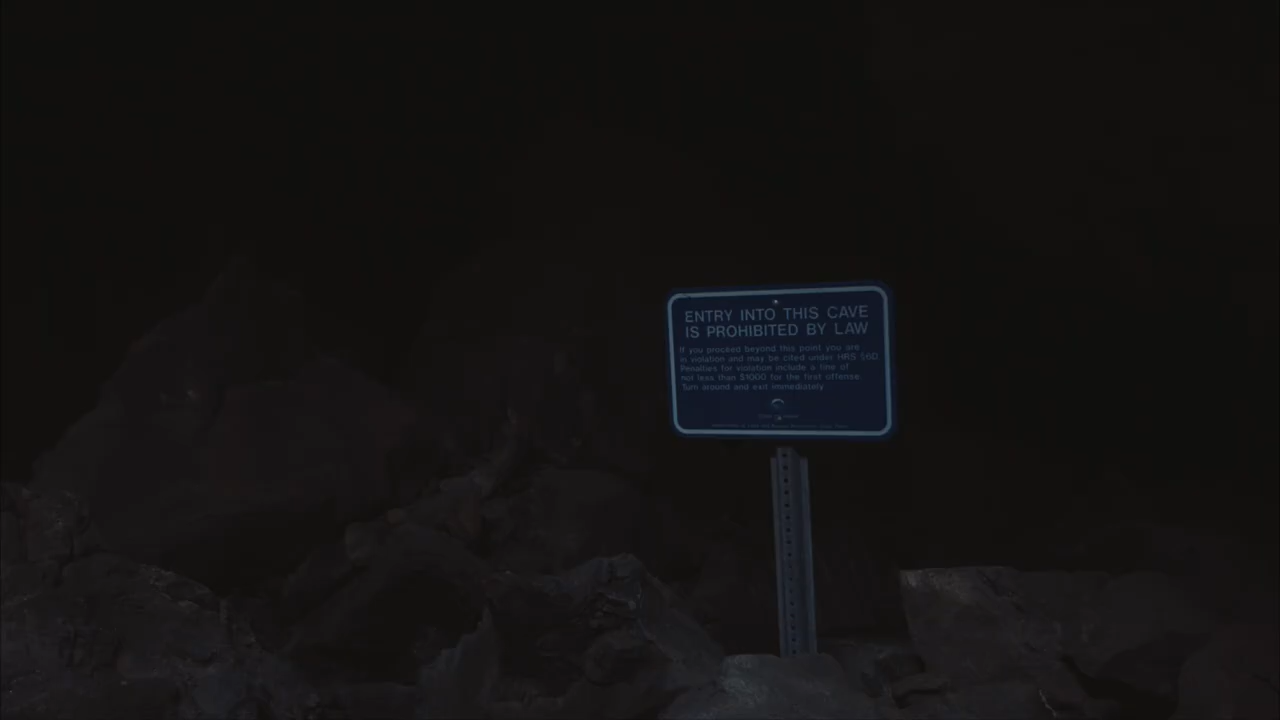 ENTRY INTO THIS CAVE
IS PROHIBITED BY LAW
If you proceed beyond this point you are
in violation and may be cited under HRS §6D
Penalties for violation include a fine of
not less than $1000 for the first offense
Turn around and exit immediately